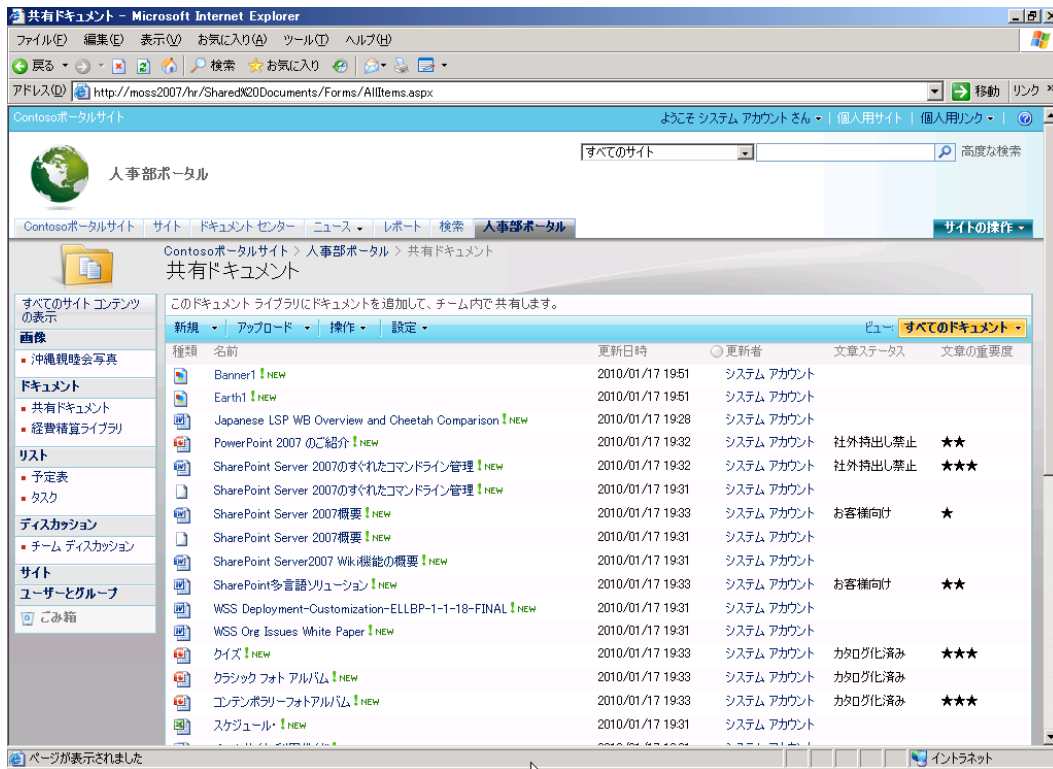 共有ドキュメント - Microsoft Internet Explorer
ファイル(F) 編集(E) 表示(V) お気に入り(A) ツール(T) ヘルプ(H)
戻る 検索 お気に入り
アドレス(D) http://moss2007/hr/Shared%20Documents/Forms/AllItems.aspx 移動 リンク »
Contosoポータルサイト ようこそ システム アカウント さん | 個人用サイト | 個人用リンク |
すべてのサイト 高度な検索
人事部ポータル
Contosoポータルサイト サイト ドキュメント センター ニュース レポート 検索 人事部ポータル サイトの操作
Contosoポータルサイト > 人事部ポータル > 共有ドキュメント
共有ドキュメント
すべてのサイト コンテンツの表示
画像
沖縄親睦会写真
ドキュメント
共有ドキュメント
経費精算ライブラリ
リスト
予定表
タスク
ディスカッション
チーム ディスカッション
サイト
ユーザーとグループ
ごみ箱
このドキュメント ライブラリにドキュメントを追加して、チーム内で共有します。
新規 アップロード 操作 設定 ビュー: すべてのドキュメント
種類 名前 更新日時 更新者 文章ステータス 文章の重要度
Banner1 ! NEW 2010/01/17 19:51 システム アカウント
Earth1 ! NEW 2010/01/17 19:51 システム アカウント
Japanese LSP WB Overview and Cheetah Comparison ! NEW 2010/01/17 19:28 システム アカウント
PowerPoint 2007 のご紹介 ! NEW 2010/01/17 19:32 システム アカウント 社外持出し禁止 ★★
SharePoint Server 2007のすぐれたコマンドライン管理 ! NEW 2010/01/17 19:32 システム アカウント 社外持出し禁止 ★★★
SharePoint Server 2007のすぐれたコマンドライン管理 ! NEW 2010/01/17 19:31 システム アカウント
SharePoint Server 2007概要 ! NEW 2010/01/17 19:33 システム アカウント お客様向け ★
SharePoint Server 2007概要 ! NEW 2010/01/17 19:31 システム アカウント
SharePoint Server2007 Wiki機能の概要 ! NEW 2010/01/17 19:31 システム アカウント
SharePoint多言語ソリューション ! NEW 2010/01/17 19:33 システム アカウント お客様向け ★★
WSS Deployment-Customization-ELLBP-1-1-18-FINAL ! NEW 2010/01/17 19:31 システム アカウント
WSS Org Issues White Paper ! NEW 2010/01/17 19:31 システム アカウント
クイズ ! NEW 2010/01/17 19:33 システム アカウント カタログ化済み ★★★
クラシック フォト アルバム ! NEW 2010/01/17 19:33 システム アカウント カタログ化済み
コンテンポラリーフォトアルバム ! NEW 2010/01/17 19:33 システム アカウント カタログ化済み ★★★
スケジュール・ ! NEW 2010/01/17 19:31 システム アカウント
ページが表示されました イントラネット